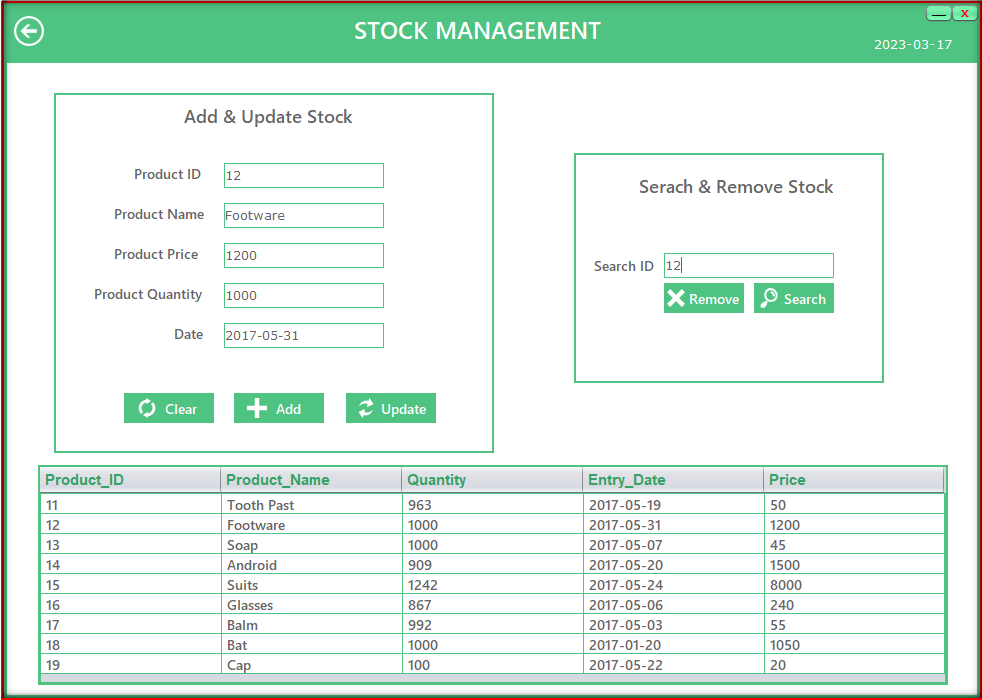 X
STOCK MANAGEMENT
2023-03-17
Add & Update Stock
Product ID 12
Product Name Footware
Product Price 1200
Product Quantity 1000
Date 2017-05-31
Clear Add Update
Serach & Remove Stock
Search ID 12
Remove Search
Product_ID Product_Name Quantity Entry_Date Price
11 Tooth Past 963 2017-05-19 50
12 Footware 1000 2017-05-31 1200
13 Soap 1000 2017-05-07 45
14 Android 909 2017-05-20 1500
15 Suits 1242 2017-05-24 8000
16 Glasses 867 2017-05-06 240
17 Balm 992 2017-05-03 55
18 Bat 1000 2017-01-20 1050
19 Cap 100 2017-05-22 20